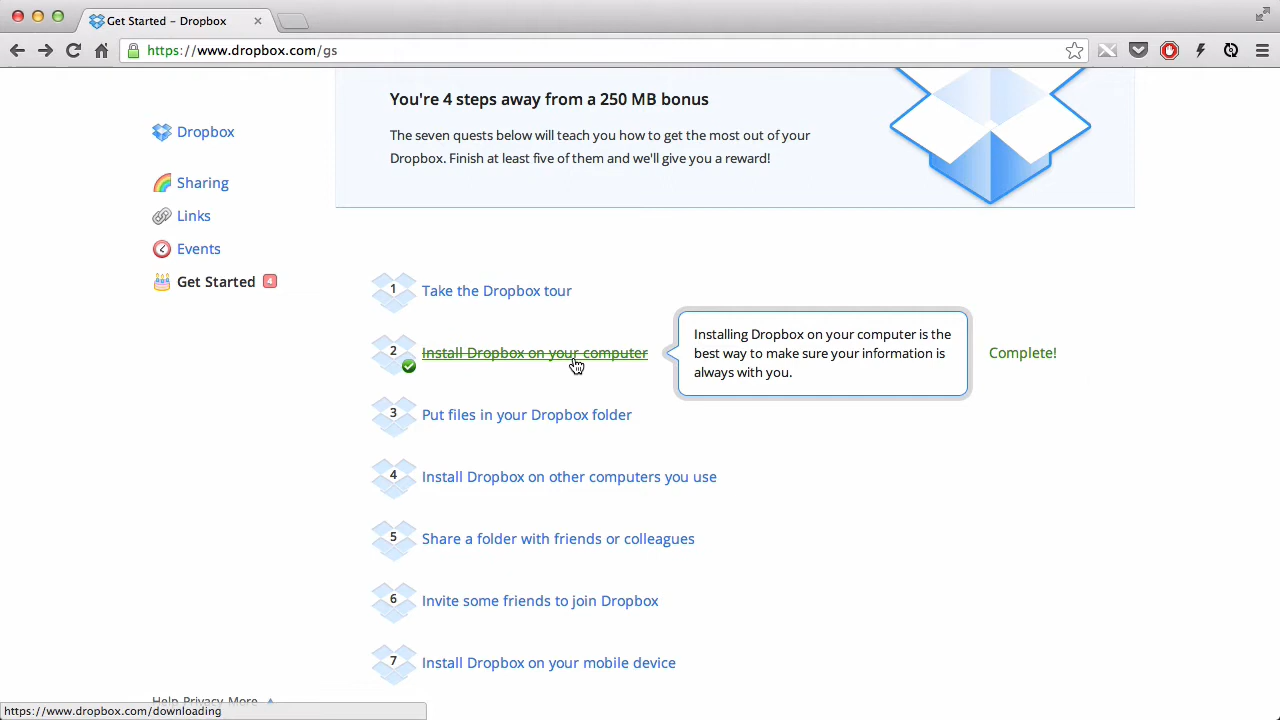 Get Started – Dropbox
https://www.dropbox.com/gs
You're 4 steps away from a 250 MB bonus
The seven quests below will teach you how to get the most out of your
Dropbox. Finish at least five of them and we'll give you a reward!
Dropbox
Sharing
Links
Events
Get Started 4
1 Take the Dropbox tour
2 Install Dropbox on your computer
Installing Dropbox on your computer is the
best way to make sure your information is
always with you.
Complete!
3 Put files in your Dropbox folder
4 Install Dropbox on other computers you use
5 Share a folder with friends or colleagues
6 Invite some friends to join Dropbox
7 Install Dropbox on your mobile device
Help Privacy More
https://www.dropbox.com/downloading